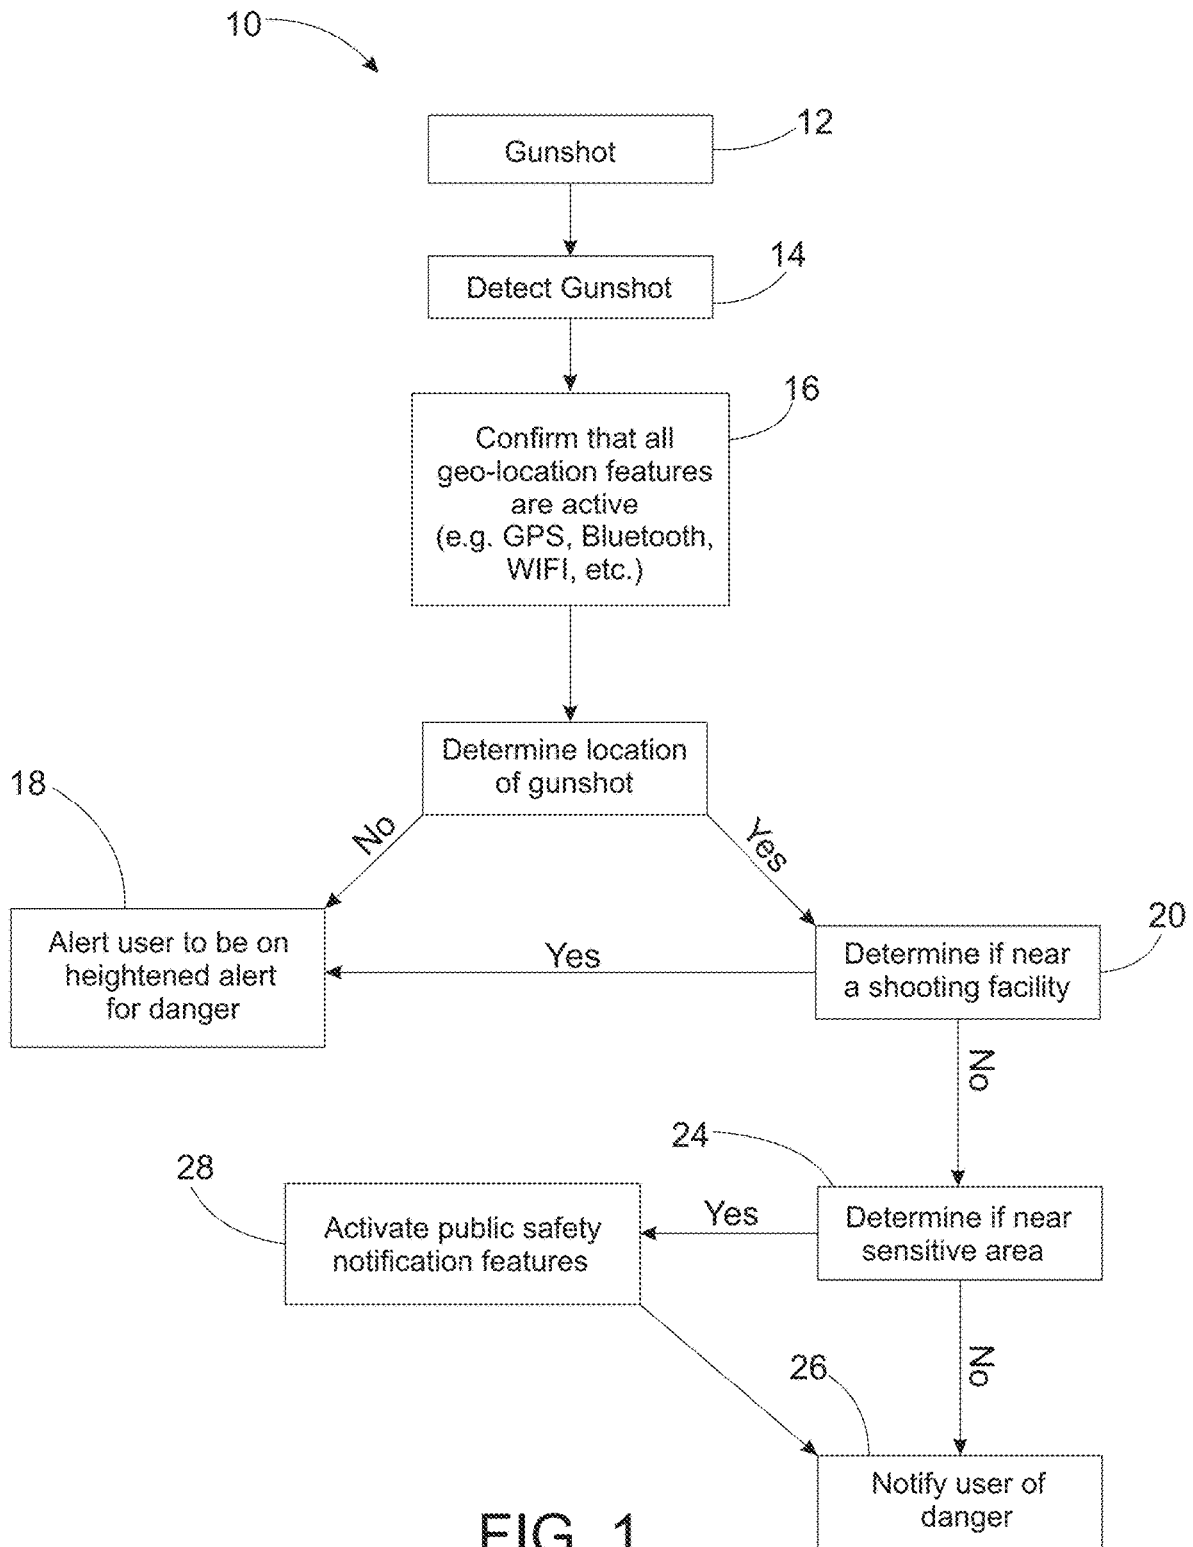 10
12
Gunshot
14
Detect Gunshot
16
Confirm that all
geo-location features
are active
(e.g. GPS, Bluetooth,
WIFI, etc.)
Determine location
of gunshot
18
No
Yes
20
Alert user to be on
heightened alert
for danger
Yes
Determine if near
a shooting facility
No
24
28
Activate public safety
notification features
Yes
Determine if near
sensitive area
No
26
Notify user of
danger
FIG. 1